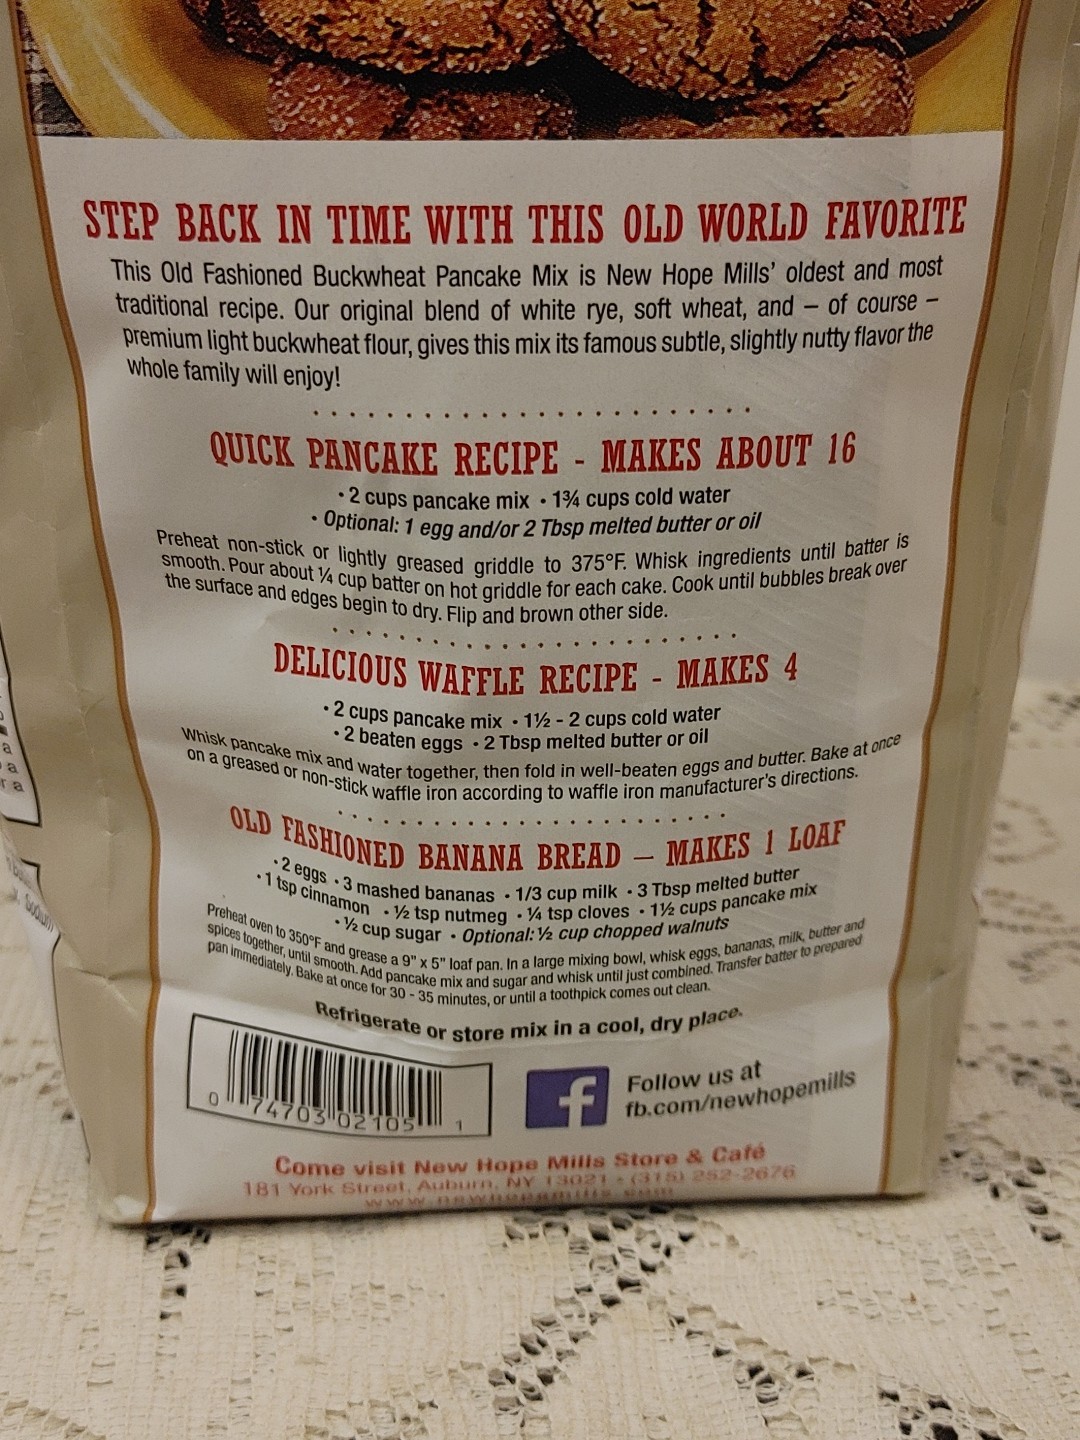 STEP BACK IN TIME WITH THIS OLD WORLD FAVORITE
This Old Fashioned Buckwheat Pancake Mix is New Hope Mills' oldest and most
traditional recipe. Our original blend of white rye, soft wheat, and – of course –
premium light buckwheat flour, gives this mix its famous subtle, slightly nutty flavor the
whole family will enjoy!
QUICK PANCAKE RECIPE - MAKES ABOUT 16
• 2 cups pancake mix • 1¾ cups cold water
• Optional: 1 egg and/or 2 Tbsp melted butter or oil
Preheat non-stick or lightly greased griddle to 375°F. Whisk ingredients until batter is
smooth. Pour about ¼ cup batter on hot griddle for each cake. Cook until bubbles break over
the surface and edges begin to dry. Flip and brown other side.
DELICIOUS WAFFLE RECIPE - MAKES 4
• 2 cups pancake mix • 1½ - 2 cups cold water
• 2 beaten eggs • 2 Tbsp melted butter or oil
Whisk pancake mix and water together, then fold in well-beaten eggs and butter. Bake at once
on a greased or non-stick waffle iron according to waffle iron manufacturer's directions.
OLD FASHIONED BANANA BREAD – MAKES 1 LOAF
• 2 eggs • 3 mashed bananas • 1/3 cup milk • 3 Tbsp melted butter
• 1 tsp cinnamon • ½ tsp nutmeg • ¼ tsp cloves • 1½ cups pancake mix
• ½ cup sugar • Optional: ½ cup chopped walnuts
Preheat oven to 350°F and grease a 9" x 5" loaf pan. In a large mixing bowl, whisk eggs, bananas, milk, butter and
spices together, until smooth. Add pancake mix and sugar and whisk until just combined. Transfer batter to prepared
pan immediately. Bake at once for 30 - 35 minutes, or until a toothpick comes out clean.
Refrigerate or store mix in a cool, dry place.
0 74703 02105 1
f
Follow us at
fb.com/newhopemills
Come visit New Hope Mills Store & Café
181 York Street, Auburn, NY 13021 • (315) 252-2676
www.newhopemills.com